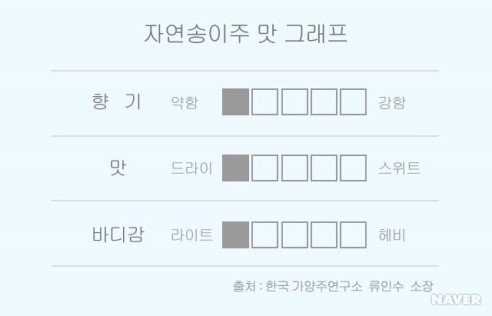 자연송이주 맛 그래프
향 기 약함 강함
맛 드라이 스위트
바디감 라이트 헤비
출처 : 한국 가양주연구소 류인수 소장
NAVER